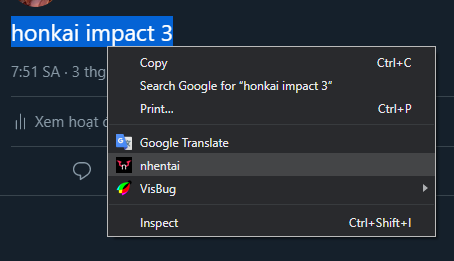 honkai impact 3
7:51 SA · 3 thg
Xem hoạt đ
Copy Ctrl+C
Search Google for “honkai impact 3”
Print... Ctrl+P
Google Translate
nhentai
VisBug
Inspect Ctrl+Shift+I